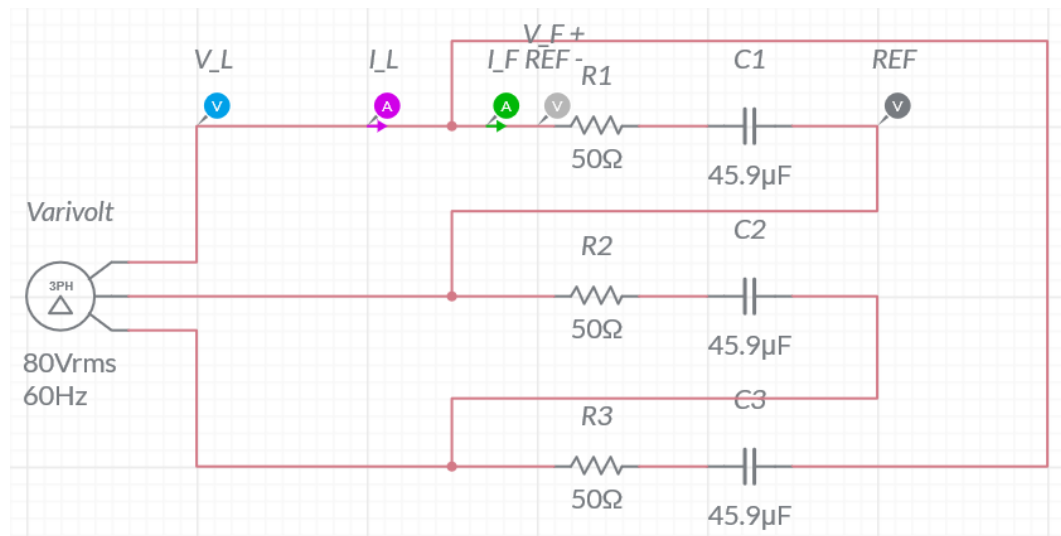 V_F +
V_L
I_L
I_F REF -
R1
C1
REF
V
A
A
V
V
50Ω
45.9µF
Varivolt
R2
C2
3PH
50Ω
45.9µF
80Vrms
60Hz
R3
C3
50Ω
45.9µF